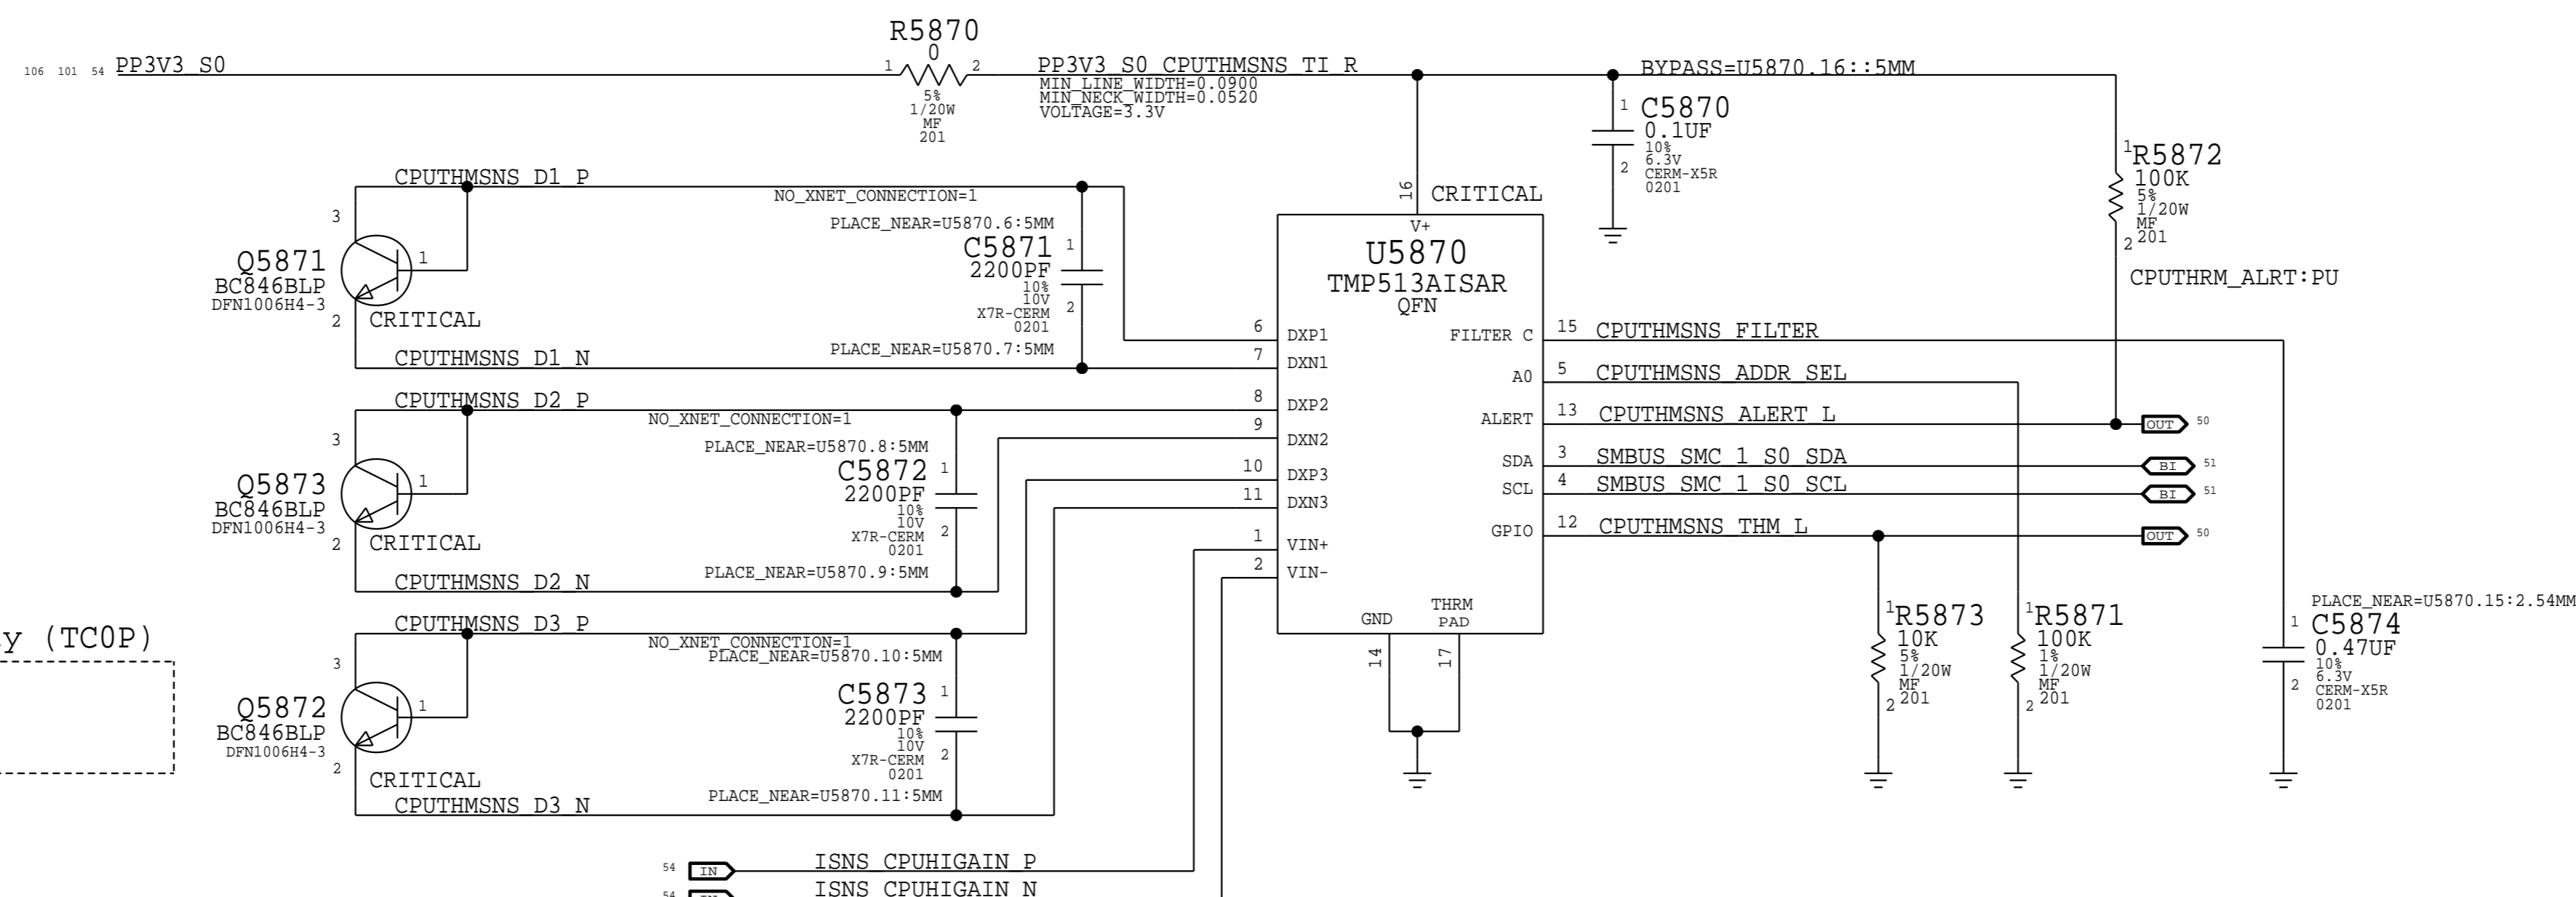 R5870
0
106 101 54 PP3V3_S0
1
2
5%
1/20W
MF
201
PP3V3_S0_CPUTHMSNS_TI_R
MIN_LINE_WIDTH=0.0900
MIN_NECK_WIDTH=0.0520
VOLTAGE=3.3V
BYPASS=U5870.16::5MM
1
C5870
0.1UF
10%
6.3V
CERM-X5R
0201
2
1
R5872
100K
5%
1/20W
MF
201
2
CPUTHRM_ALRT:PU
CPUTHMSNS_D1_P
NO_XNET_CONNECTION=1
PLACE_NEAR=U5870.6:5MM
3
Q5871
BC846BLP
DFN1006H4-3
1
2
CRITICAL
C5871
2200PF
10%
10V
X7R-CERM
0201
1
2
PLACE_NEAR=U5870.7:5MM
CPUTHMSNS_D1_N
CPUTHMSNS_D2_P
NO_XNET_CONNECTION=1
PLACE_NEAR=U5870.8:5MM
3
Q5873
BC846BLP
DFN1006H4-3
1
2
CRITICAL
C5872
2200PF
10%
10V
X7R-CERM
0201
1
2
PLACE_NEAR=U5870.9:5MM
CPUTHMSNS_D2_N
CPUTHMSNS_D3_P
NO_XNET_CONNECTION=1
PLACE_NEAR=U5870.10:5MM
y (TC0P)
3
Q5872
BC846BLP
DFN1006H4-3
1
2
CRITICAL
C5873
2200PF
10%
10V
X7R-CERM
0201
1
2
PLACE_NEAR=U5870.11:5MM
CPUTHMSNS_D3_N
54 IN ISNS_CPUHIGAIN_P
54 IN ISNS_CPUHIGAIN_N
16
CRITICAL
V+
U5870
TMP513AISAR
QFN
6 DXP1
7 DXN1
8 DXP2
9 DXN2
10 DXP3
11 DXN3
1 VIN+
2 VIN-
FILTER C 15 CPUTHMSNS_FILTER
A0 5 CPUTHMSNS_ADDR_SEL
ALERT 13 CPUTHMSNS_ALERT_L OUT 50
SDA 3 SMBUS_SMC_1_S0_SDA BI 51
SCL 4 SMBUS_SMC_1_S0_SCL BI 51
GPIO 12 CPUTHMSNS_THM_L OUT 50
GND
THRM
PAD
14
17
1
R5873
10K
5%
1/20W
MF
201
2
1
R5871
100K
1%
1/20W
MF
201
2
PLACE_NEAR=U5870.15:2.54MM
1
C5874
0.47UF
10%
6.3V
CERM-X5R
0201
2